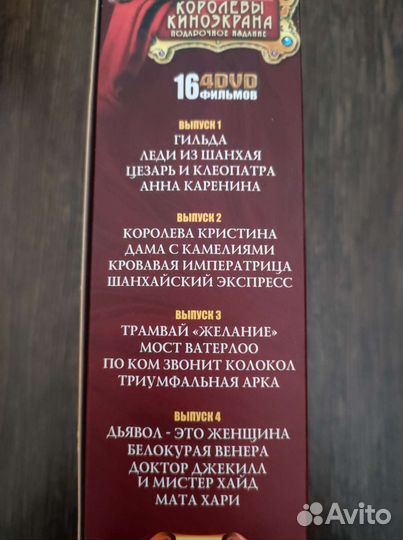 КОРОЛЕВЫ
КИНОЭКРАНА
ПОДАРОЧНОЕ ИЗДАНИЕ
16 4DVD
ФИЛЬМОВ
ВЫПУСК 1
ГИЛЬДА
ЛЕДИ ИЗ ШАНХАЯ
ЦЕЗАРЬ И КЛЕОПАТРА
АННА КАРЕНИНА
ВЫПУСК 2
КОРОЛЕВА КРИСТИНА
ДАМА С КАМЕЛИЯМИ
КРОВАВАЯ ИМПЕРАТРИЦА
ШАНХАЙСКИЙ ЭКСПРЕСС
ВЫПУСК 3
ТРАМВАЙ «ЖЕЛАНИЕ»
МОСТ ВАТЕРЛОО
ПО КОМ ЗВОНИТ КОЛОКОЛ
ТРИУМФАЛЬНАЯ АРКА
ВЫПУСК 4
ДЬЯВОЛ - ЭТО ЖЕНЩИНА
БЕЛОКУРАЯ ВЕНЕРА
ДОКТОР ДЖЕКИЛЛ
И МИСТЕР ХАЙД
МАТА ХАРИ
Avito